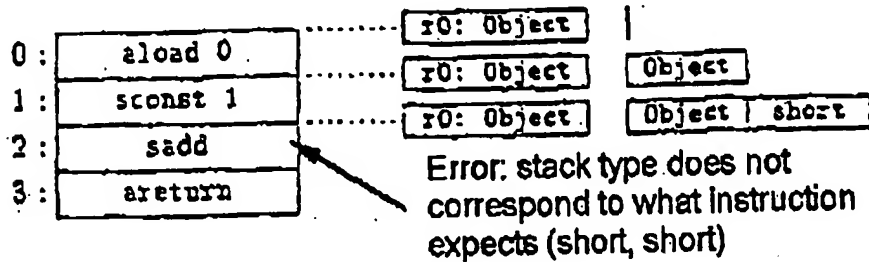 r0: Object
0: aload 0
r0: Object Object
1: sconst 1
r0: Object Object short
2: sadd
3: areturn
Error: stack type does not
correspond to what instruction
expects (short, short)